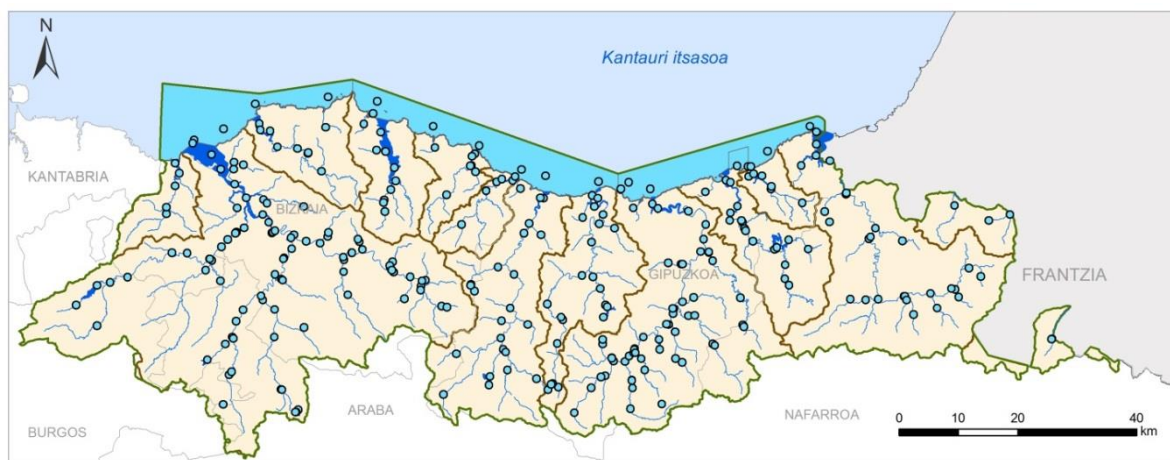 N
Kantauri itsasoa
KANTABRIA
BIZKAIA
GIPUZKOA
FRANTZIA
ARABA
NAFARROA
BURGOS
0 10 20 40
km